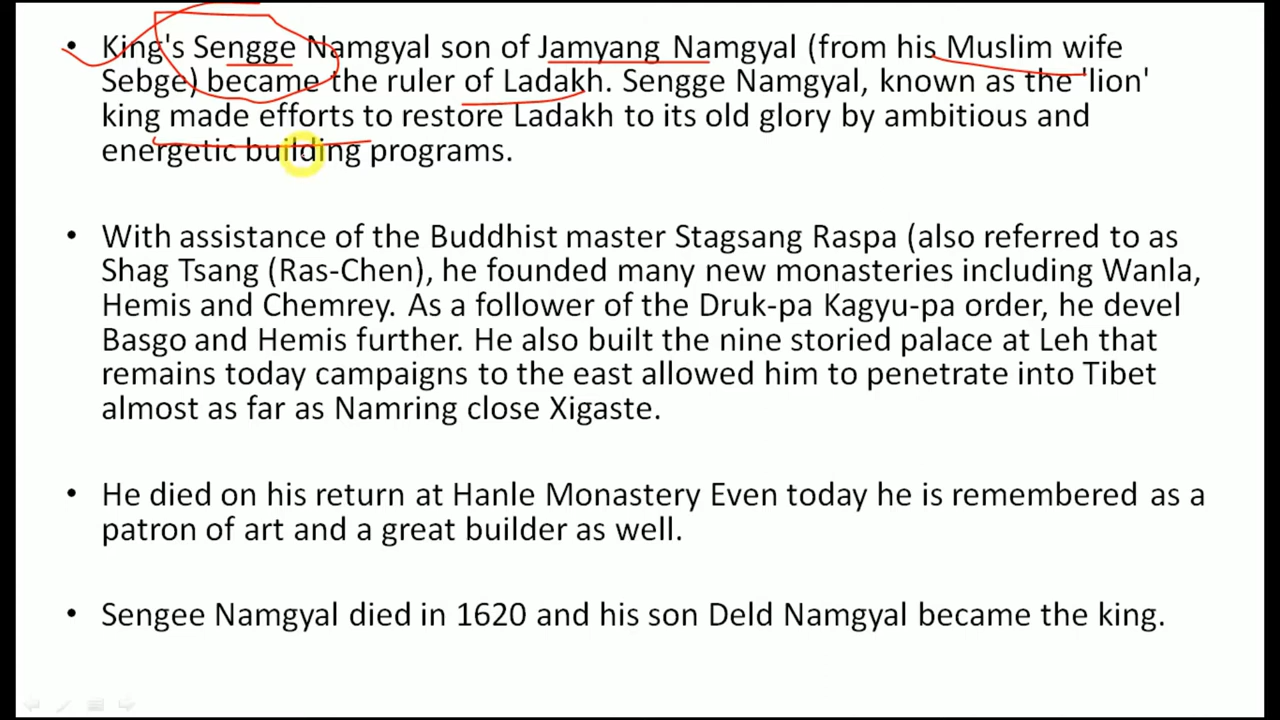 • King's Sengge Namgyal son of Jamyang Namgyal (from his Muslim wife
Sebge) became the ruler of Ladakh. Sengge Namgyal, known as the 'lion'
king made efforts to restore Ladakh to its old glory by ambitious and
energetic building programs.
• With assistance of the Buddhist master Stagsang Raspa (also referred to as
Shag Tsang (Ras-Chen), he founded many new monasteries including Wanla,
Hemis and Chemrey. As a follower of the Druk-pa Kagyu-pa order, he devel
Basgo and Hemis further. He also built the nine storied palace at Leh that
remains today campaigns to the east allowed him to penetrate into Tibet
almost as far as Namring close Xigaste.
• He died on his return at Hanle Monastery Even today he is remembered as a
patron of art and a great builder as well.
• Sengee Namgyal died in 1620 and his son Deld Namgyal became the king.